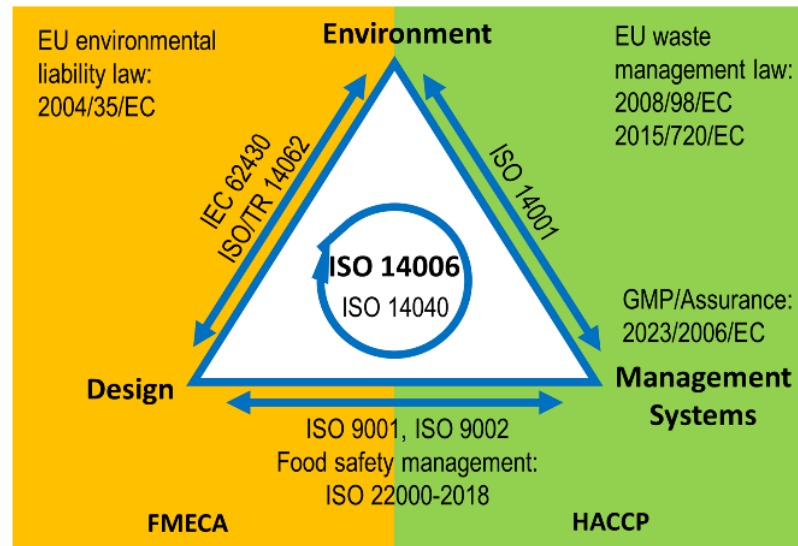 Environment
EU environmental
liability law:
2004/35/EC
EU waste
management law:
2008/98/EC
2015/720/EC
IEC 62430
ISO/TR 14062
ISO 14001
ISO 14006
ISO 14040
GMP/Assurance:
2023/2006/EC
Design
Management
Systems
ISO 9001, ISO 9002
Food safety management:
ISO 22000-2018
FMECA
HACCP